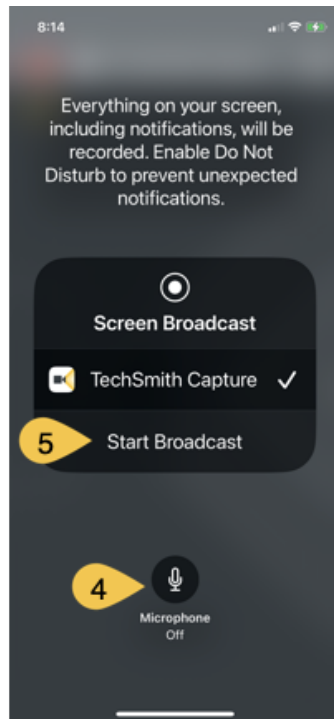 8:14
Everything on your screen,
including notifications, will be
recorded. Enable Do Not
Disturb to prevent unexpected
notifications.
Screen Broadcast
TechSmith Capture
5 Start Broadcast
4
Microphone
Off